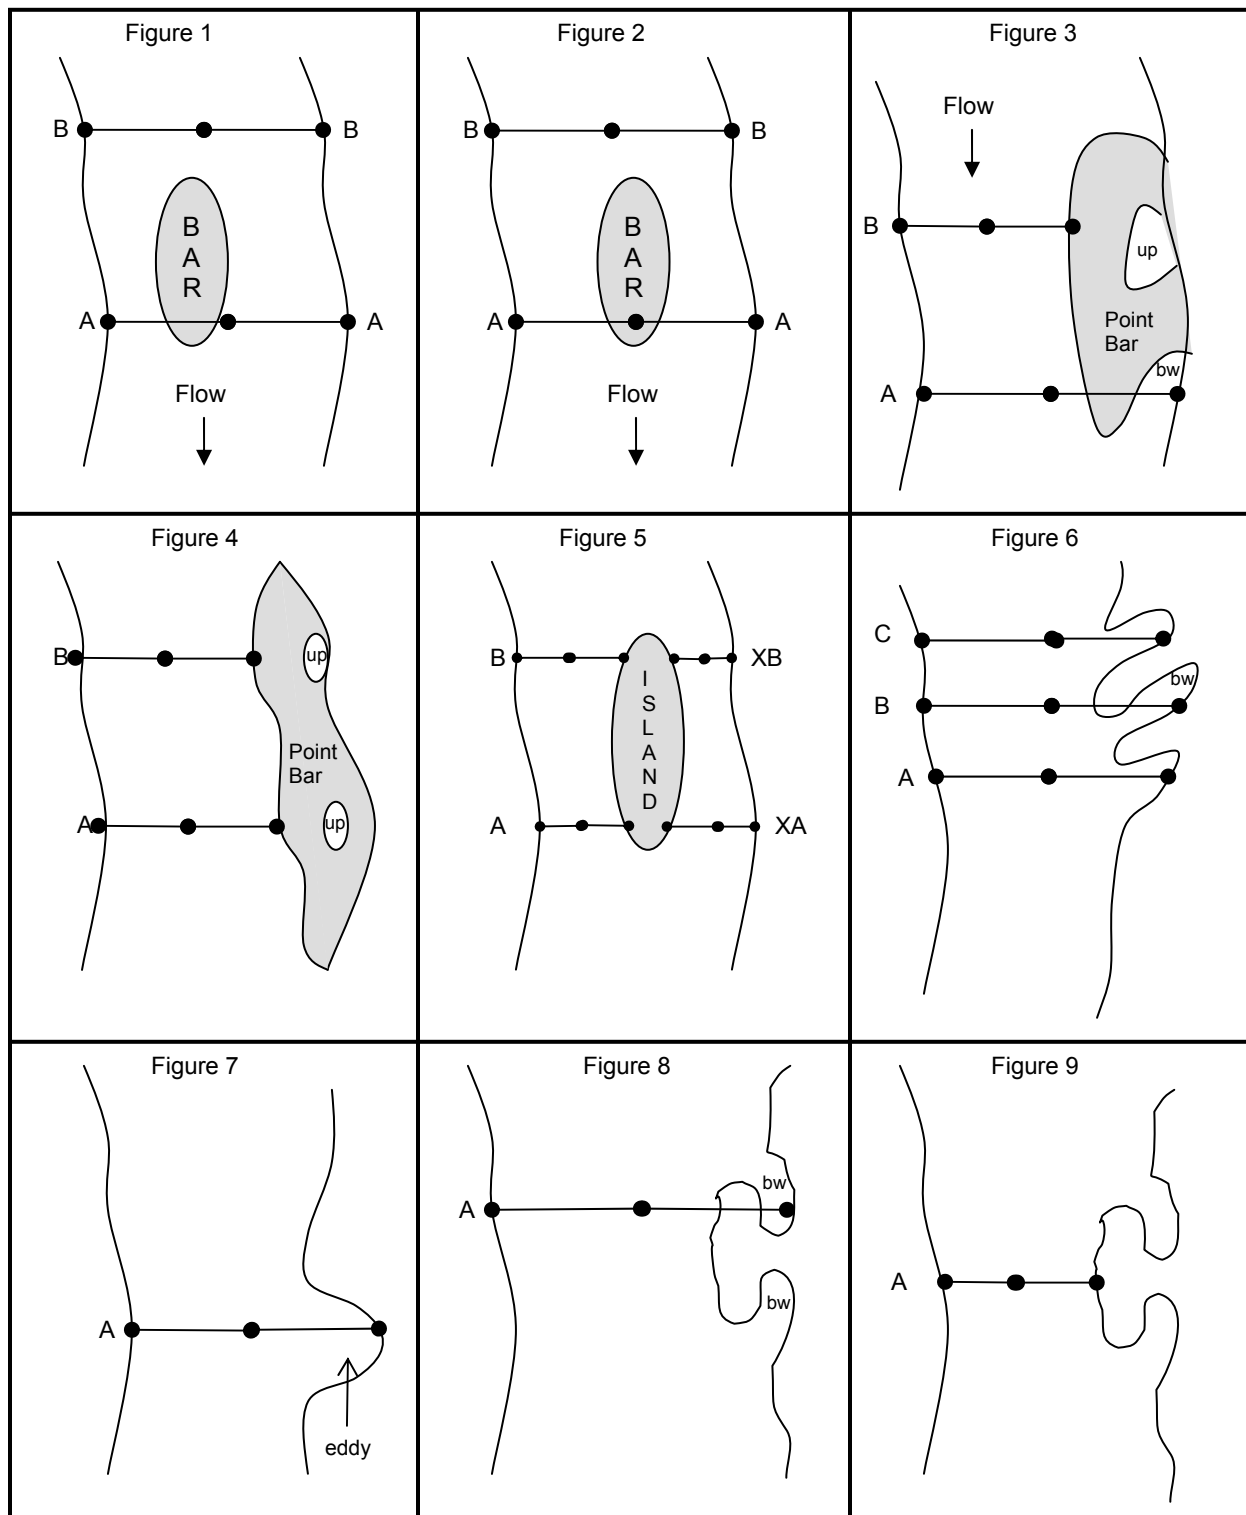 Figure 1
B
B
B
A
R
A
A
Flow
Figure 2
B
B
B
A
R
A
A
Flow
Figure 3
Flow
B
up
Point
Bar
bw
A
Figure 4
B
up
Point
Bar
A
up
Figure 5
B
XB
I
S
L
A
N
D
A
XA
Figure 6
C
bw
B
A
Figure 7
A
eddy
Figure 8
bw
A
bw
Figure 9
A